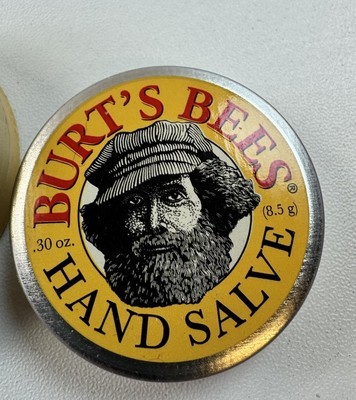 BURT'S BEES®
.30 oz.
(8.5 g)
HAND SALVE